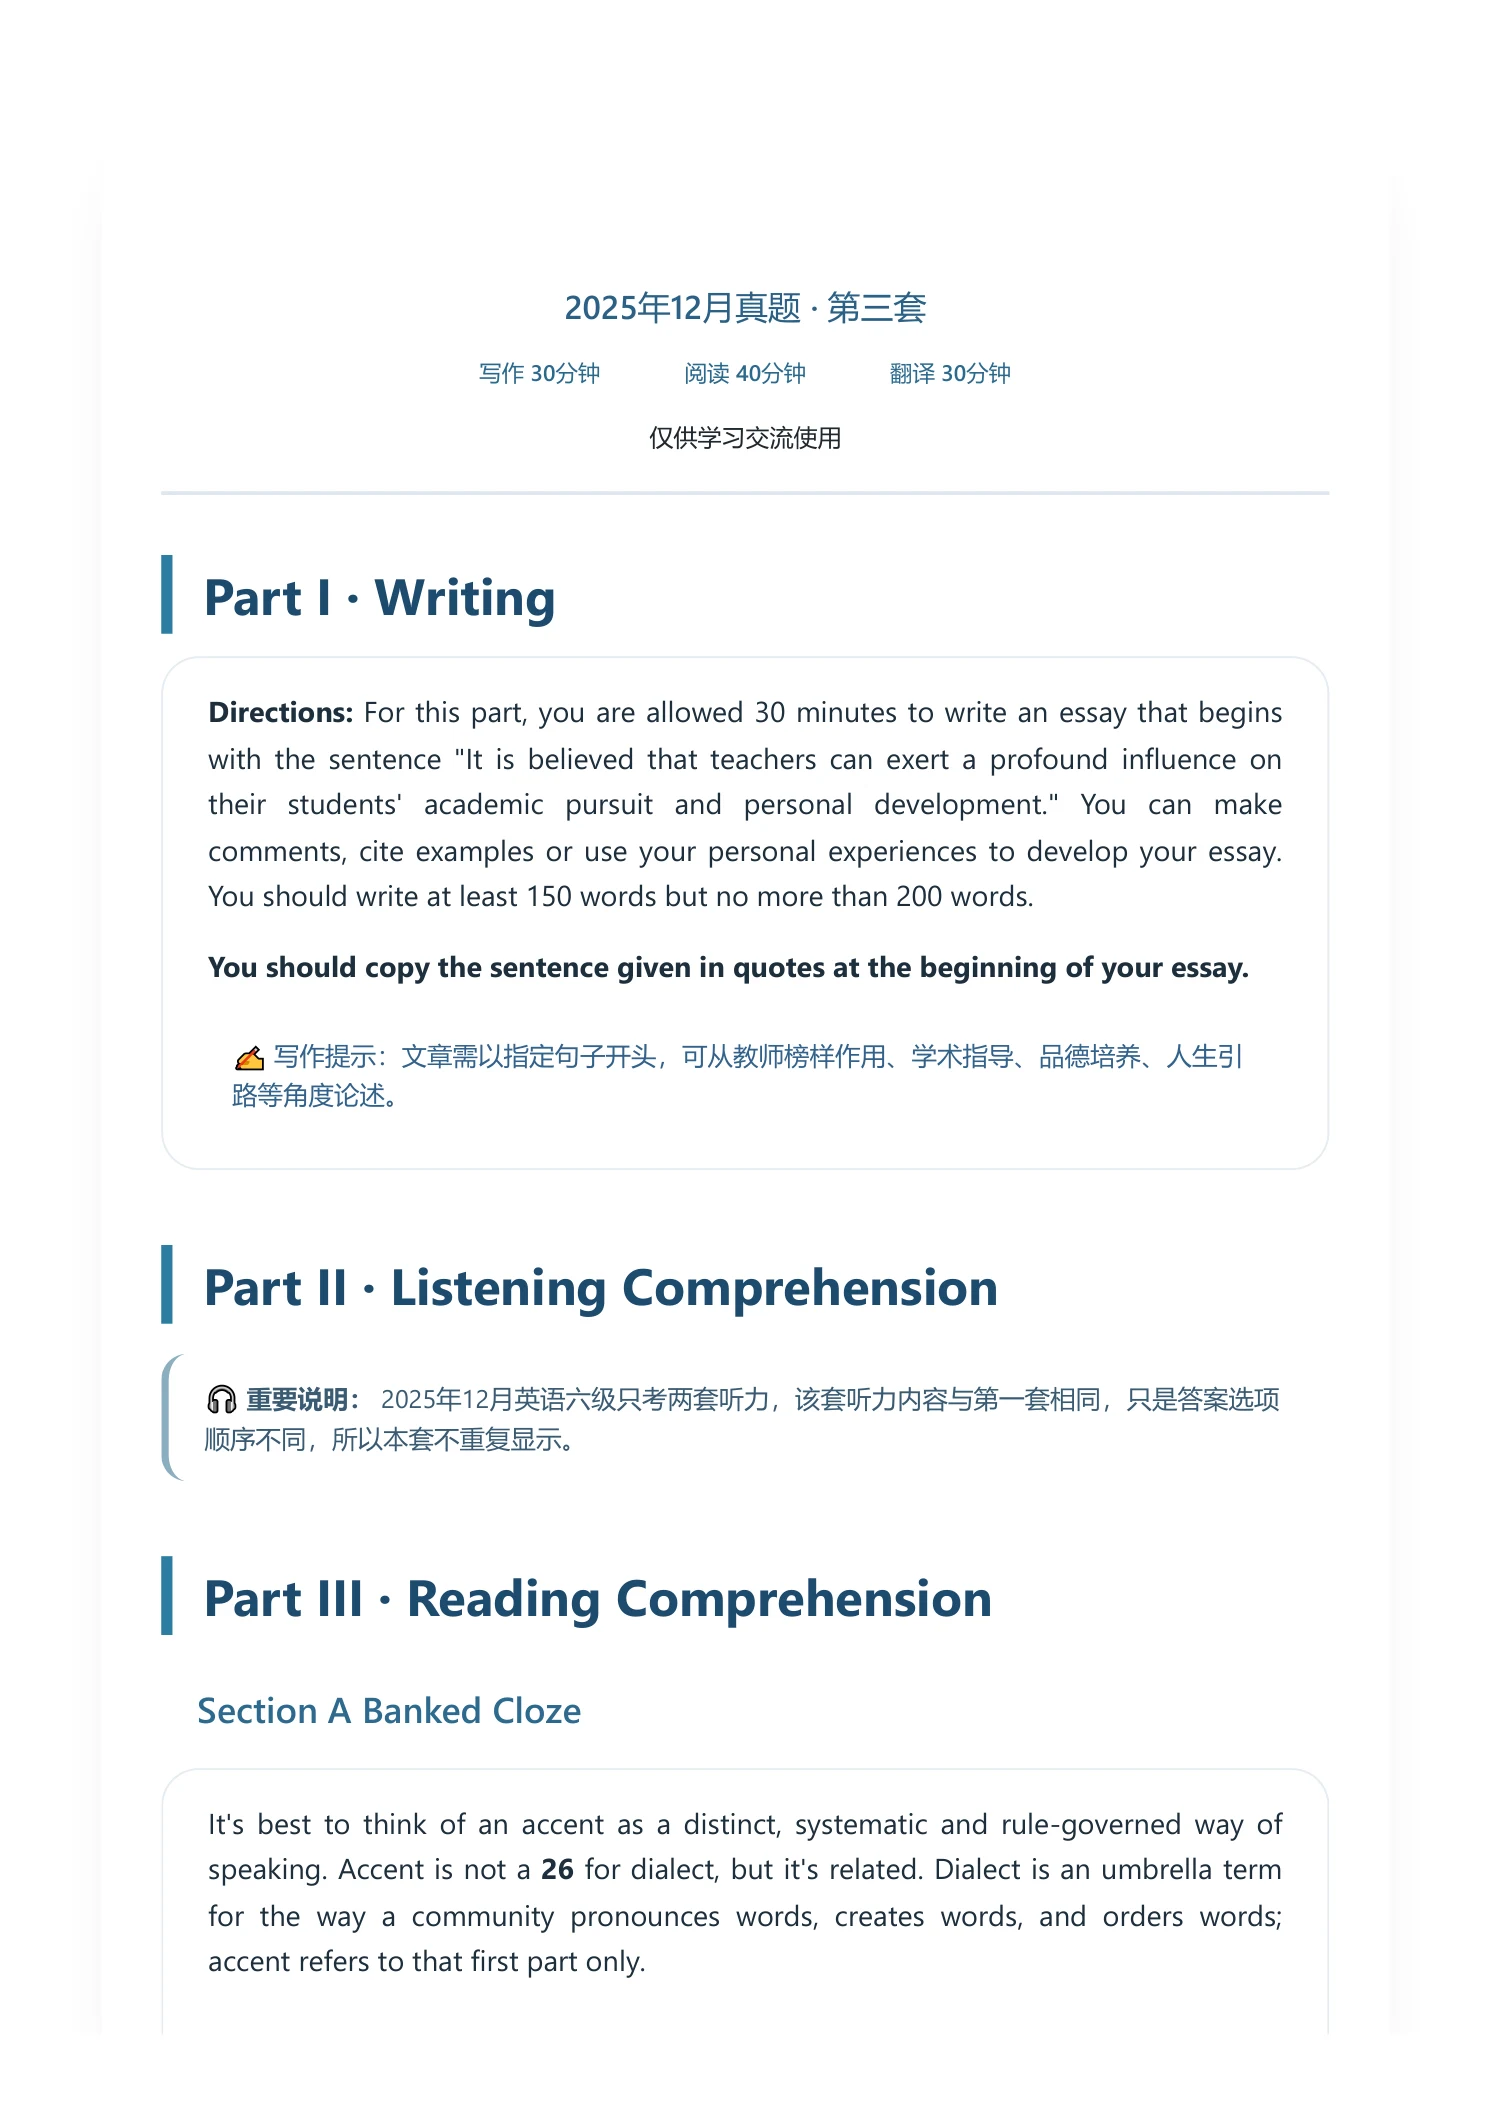 2025年12月真题 · 第三套
写作 30分钟 阅读 40分钟 翻译 30分钟
仅供学习交流使用
Part I · Writing
Directions: For this part, you are allowed 30 minutes to write an essay that begins
with the sentence "It is believed that teachers can exert a profound influence on
their students' academic pursuit and personal development." You can make
comments, cite examples or use your personal experiences to develop your essay.
You should write at least 150 words but no more than 200 words.
You should copy the sentence given in quotes at the beginning of your essay.
✍️ 写作提示：文章需以指定句子开头，可从教师榜样作用、学术指导、品德培养、人生引
路等角度论述。
Part II · Listening Comprehension
🎧 重要说明： 2025年12月英语六级只考两套听力，该套听力内容与第一套相同，只是答案选项
顺序不同，所以本套不重复显示。
Part III · Reading Comprehension
Section A Banked Cloze
It's best to think of an accent as a distinct, systematic and rule-governed way of
speaking. Accent is not a 26 for dialect, but it's related. Dialect is an umbrella term
for the way a community pronounces words, creates words, and orders words;
accent refers to that first part only.